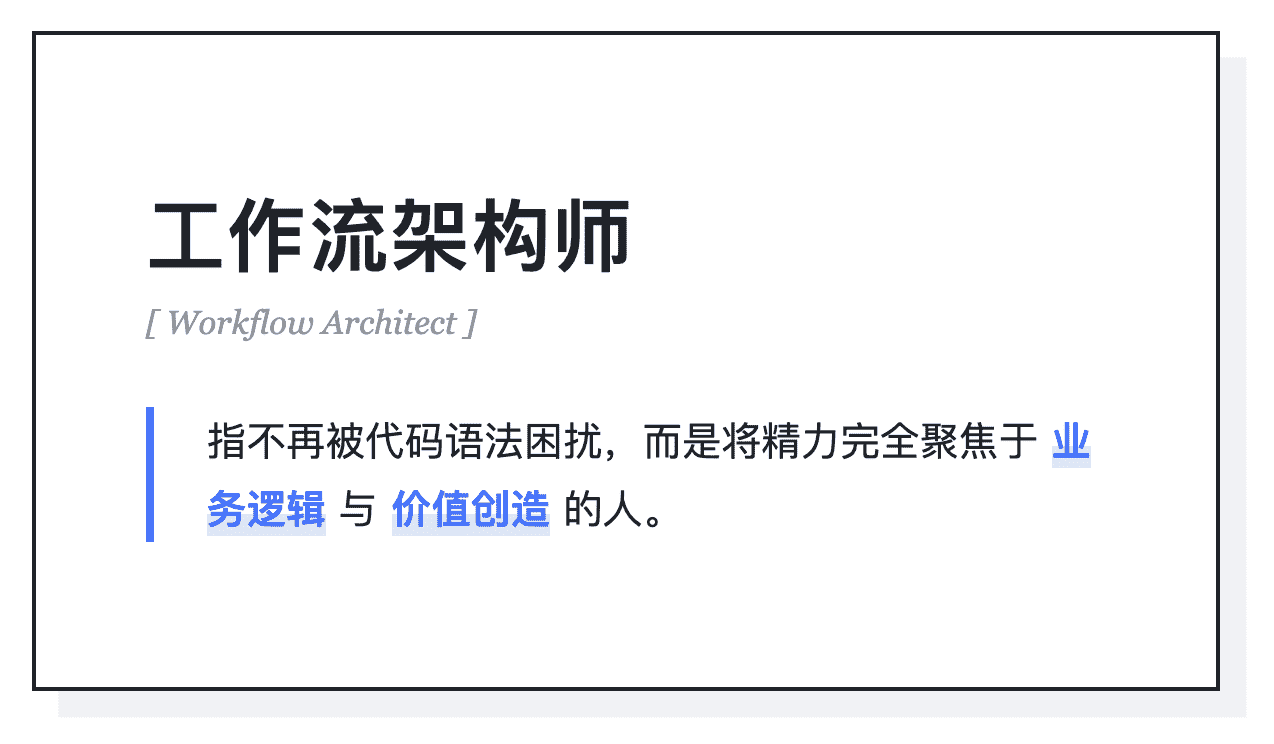 工作流架构师
[ Workflow Architect ]
指不再被代码语法困扰，而是将精力完全聚焦于 业
务逻辑 与 价值创造 的人。